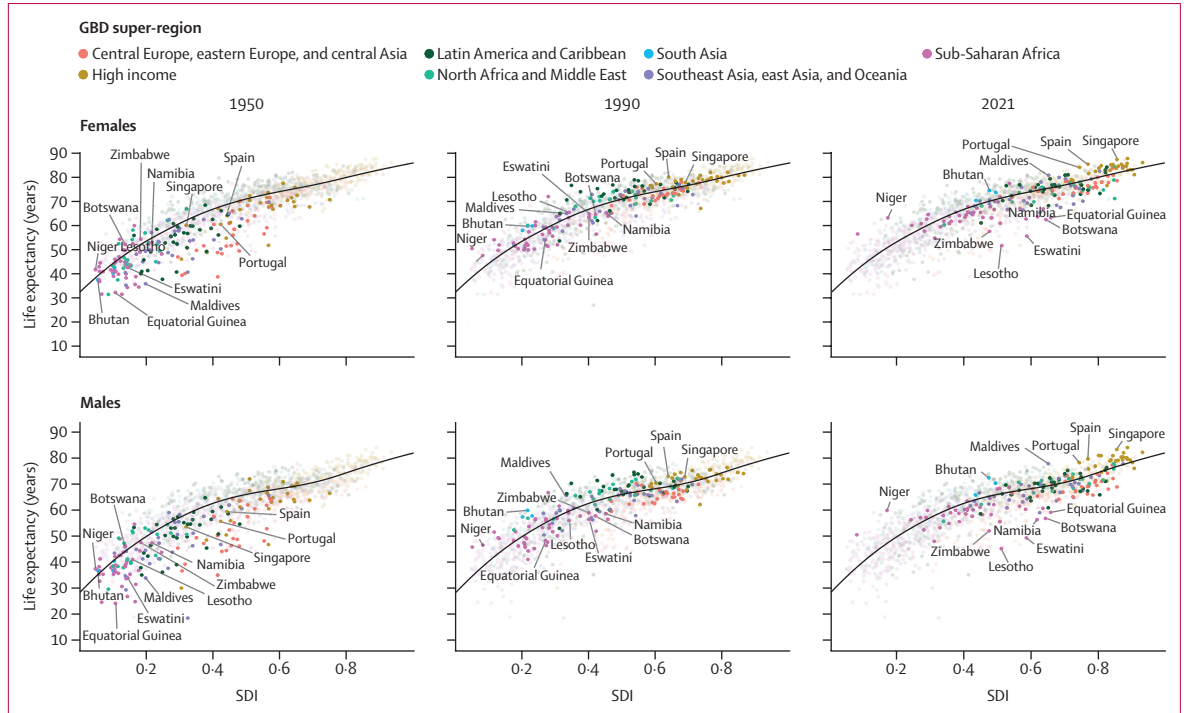 GBD super-region
Central Europe, eastern Europe, and central Asia Latin America and Caribbean South Asia Sub-Saharan Africa
High income North Africa and Middle East Southeast Asia, east Asia, and Oceania
1950 1990 2021
Females
Life expectancy (years)
90
80
70
60
50
40
30
20
10
Zimbabwe
Spain
Namibia
Singapore
Botswana
Niger
Lesotho
Portugal
Eswatini
Maldives
Bhutan
Equatorial Guinea
Portugal
Spain
Singapore
Eswatini
Botswana
Lesotho
Maldives
Bhutan
Niger
Namibia
Zimbabwe
Equatorial Guinea
Portugal
Spain
Singapore
Maldives
Bhutan
Niger
Namibia
Equatorial Guinea
Botswana
Zimbabwe
Eswatini
Lesotho
Males
Life expectancy (years)
90
80
70
60
50
40
30
20
10
Botswana
Niger
Spain
Portugal
Singapore
Namibia
Zimbabwe
Bhutan
Maldives
Lesotho
Eswatini
Equatorial Guinea
Spain
Portugal
Singapore
Maldives
Zimbabwe
Bhutan
Niger
Namibia
Botswana
Lesotho
Eswatini
Equatorial Guinea
Spain
Singapore
Portugal
Maldives
Bhutan
Niger
Equatorial Guinea
Namibia
Botswana
Zimbabwe
Eswatini
Lesotho
0·2 0·4 0·6 0·8 0·2 0·4 0·6 0·8 0·2 0·4 0·6 0·8
SDI SDI SDI